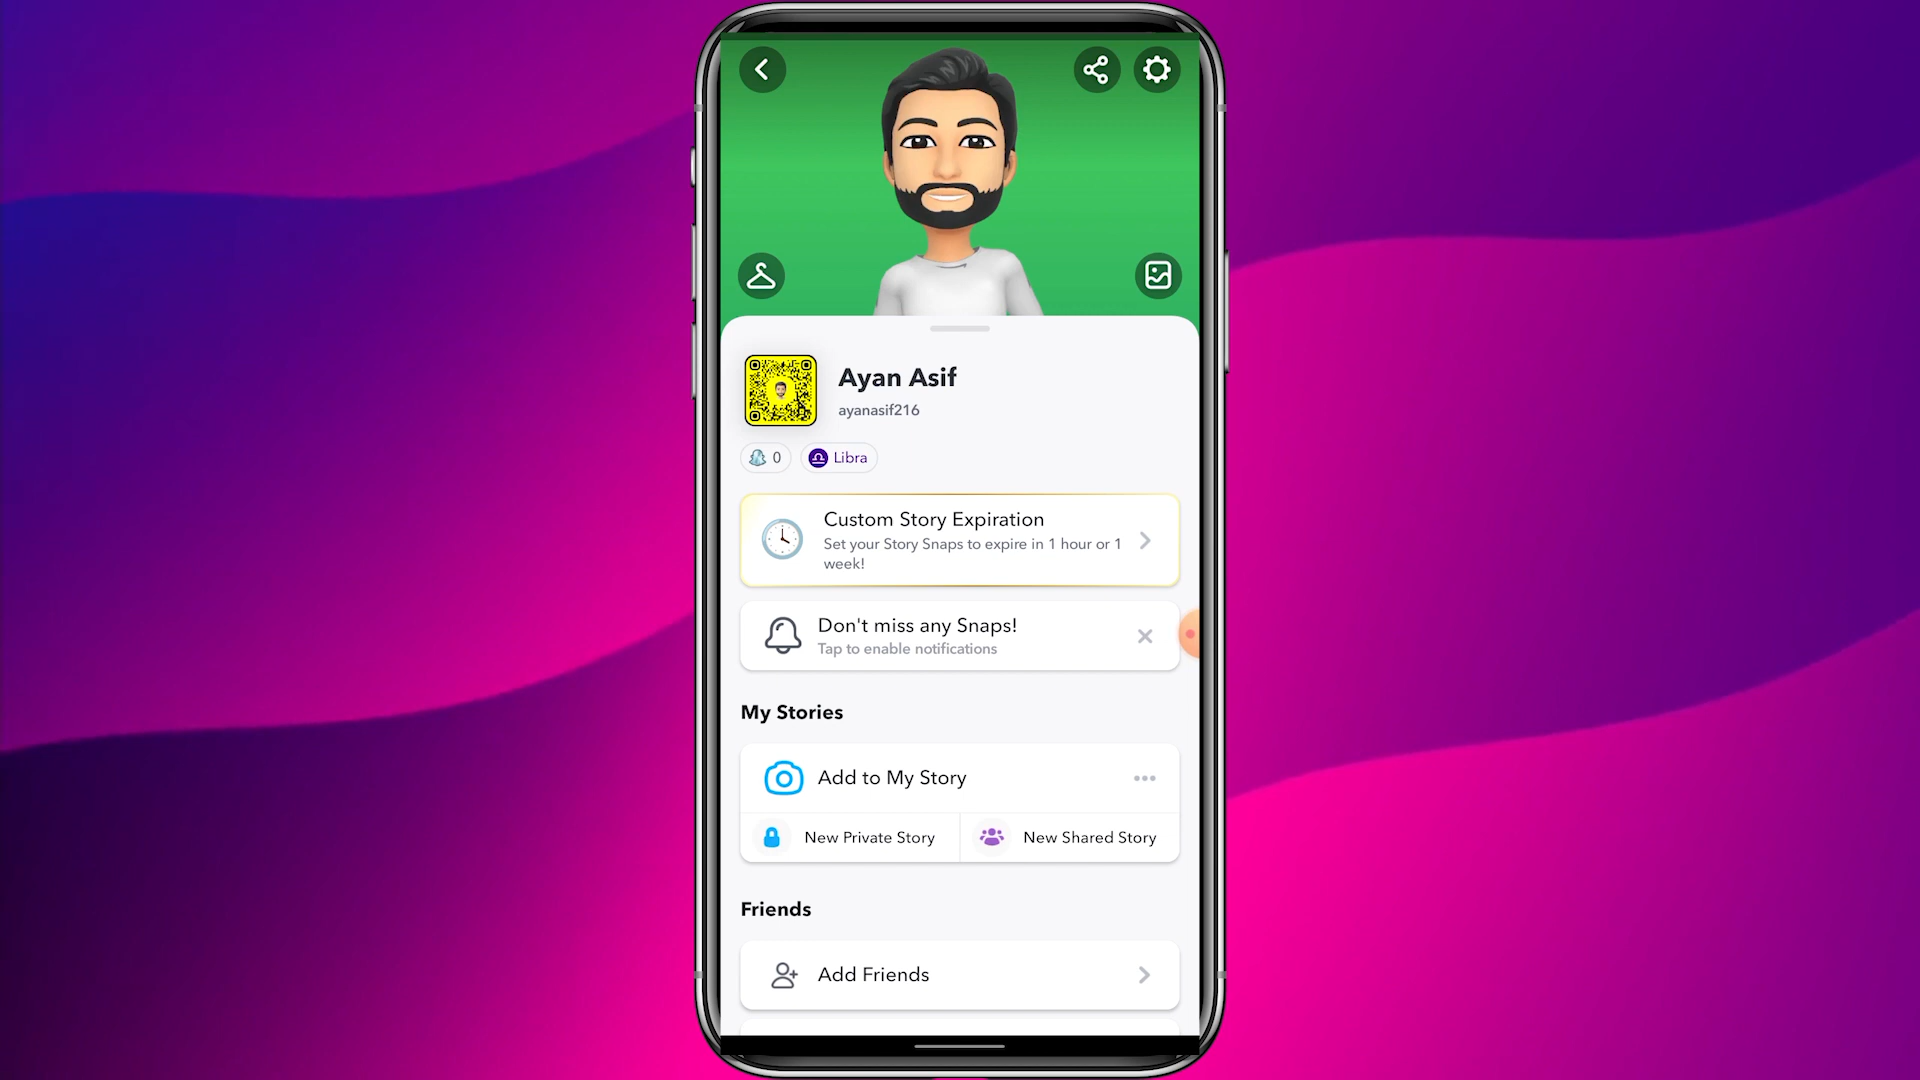 Ayan Asif
ayanasif216
0
Libra
Custom Story Expiration
Set your Story Snaps to expire in 1 hour or 1
week!
Don't miss any Snaps!
Tap to enable notifications
My Stories
Add to My Story
New Private Story
New Shared Story
Friends
Add Friends